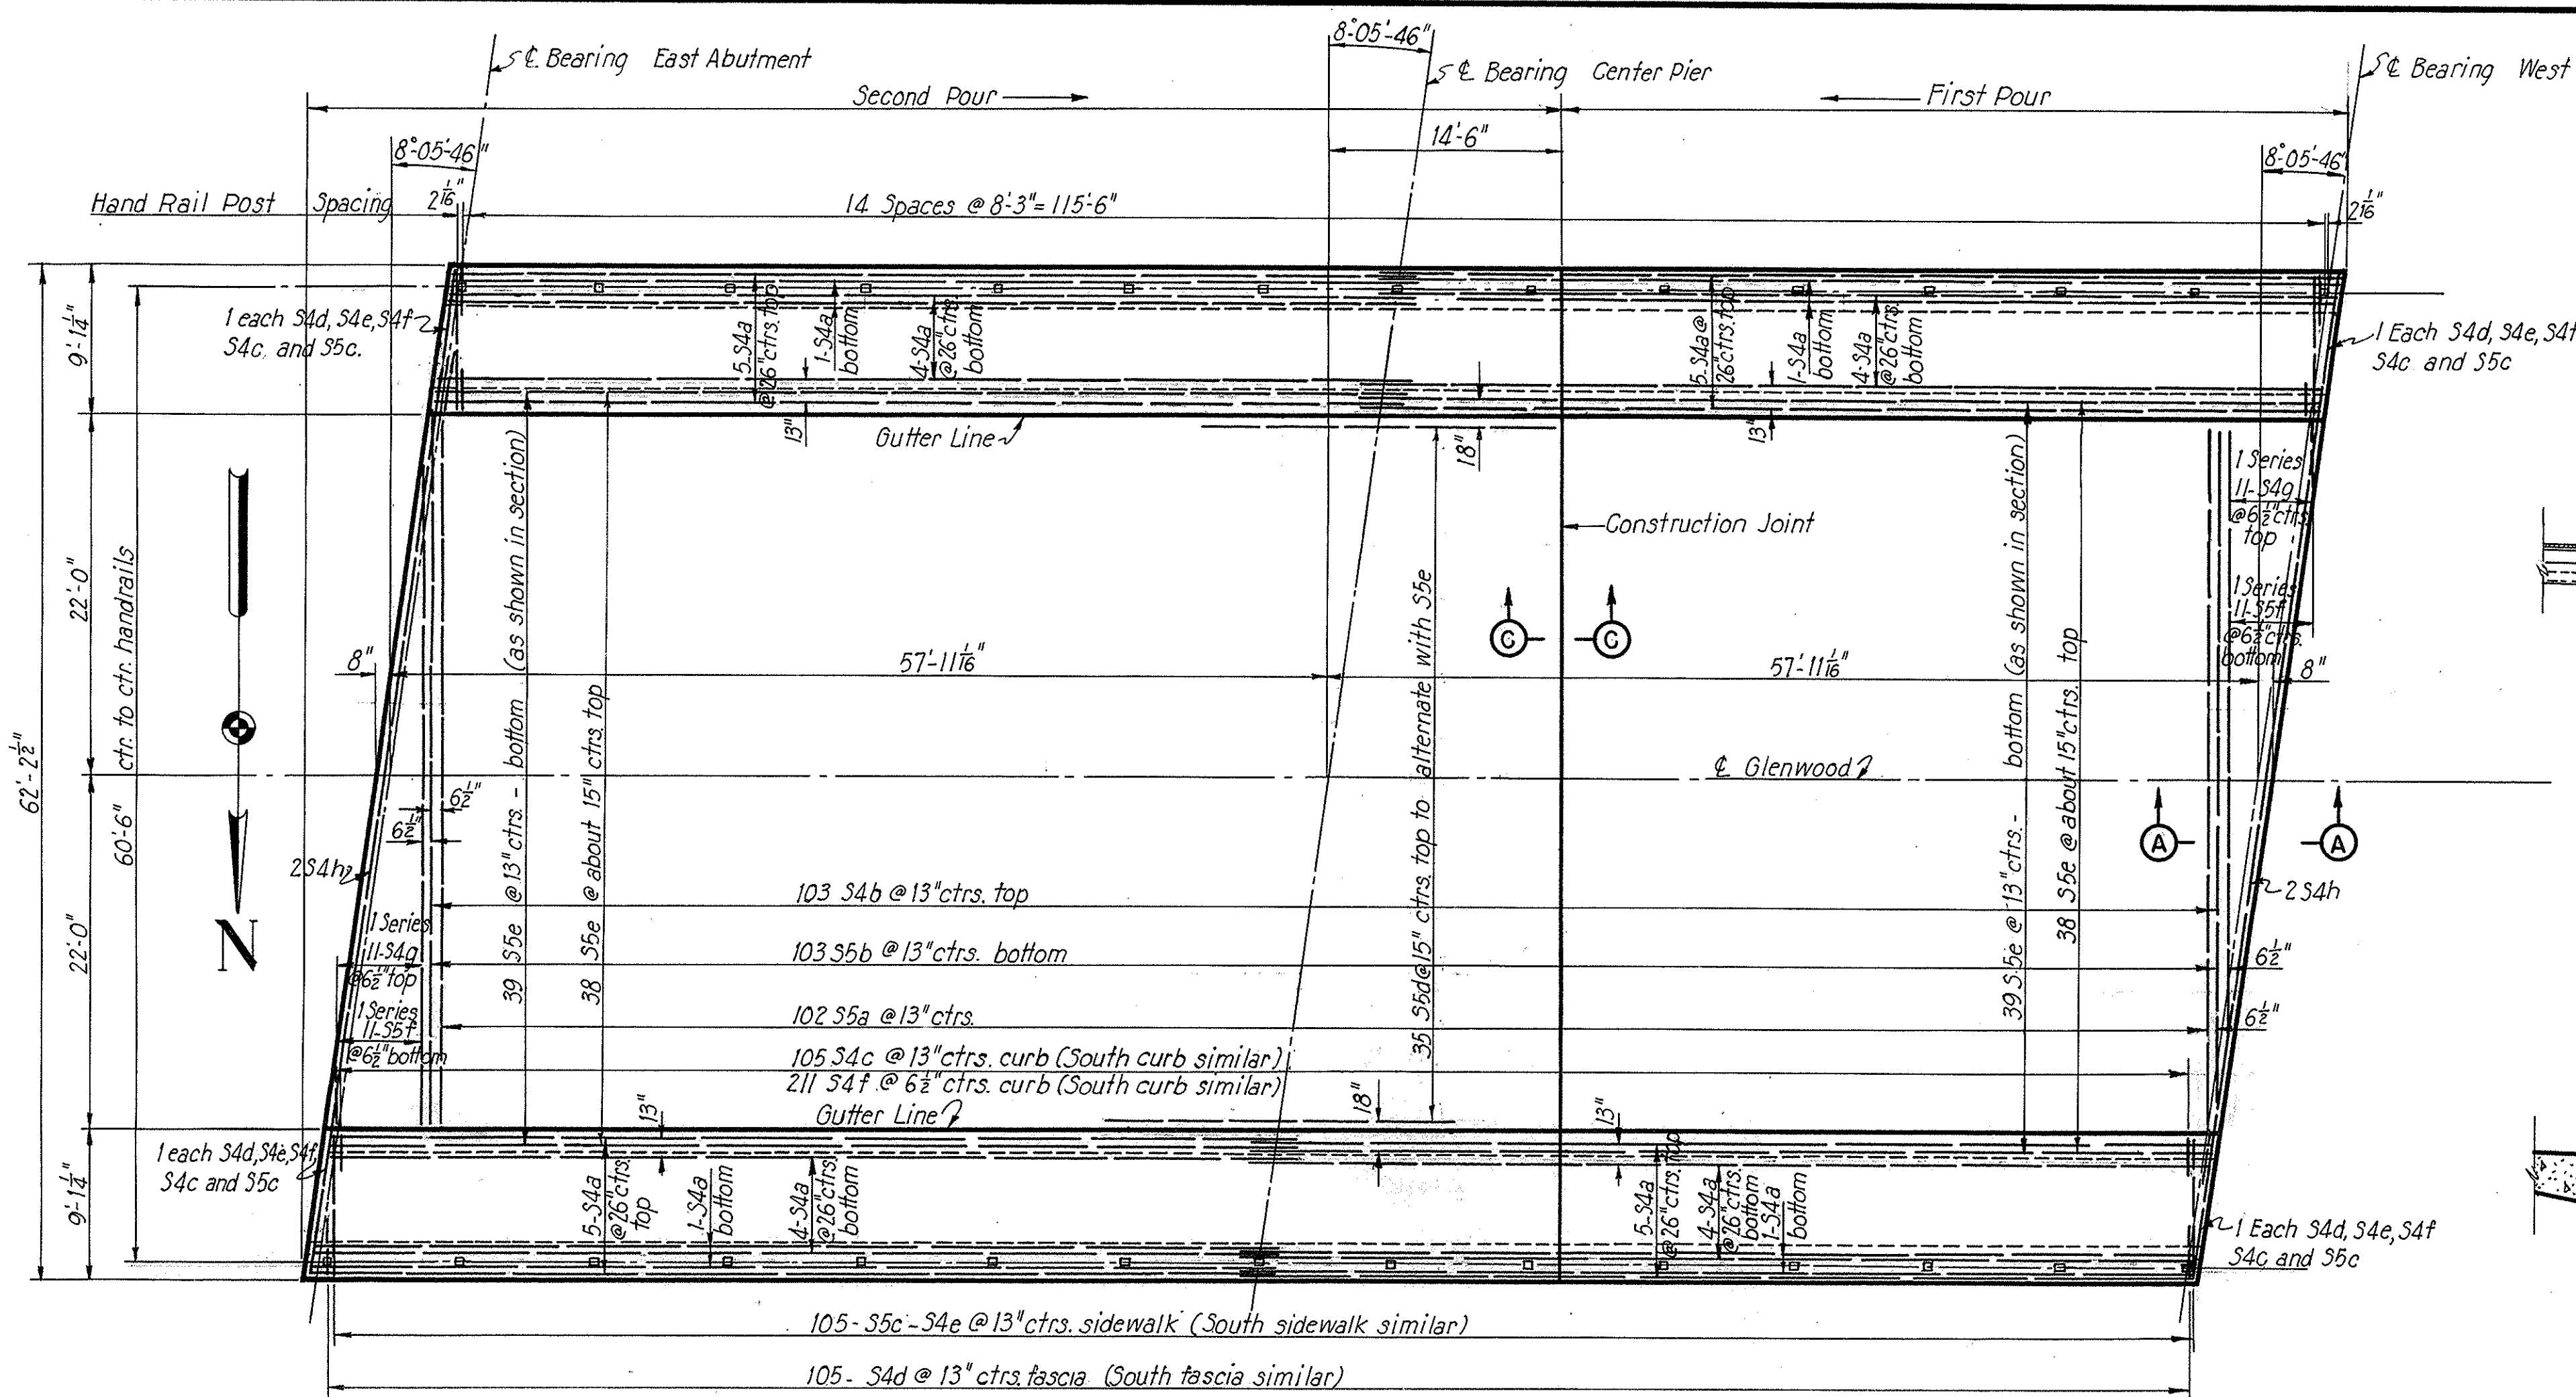 8°-05'-46"
℄ Bearing East Abutment
℄ Bearing Center Pier
℄ Bearing West
Second Pour
First Pour
14'-6"
8°-05'-46"
8°-05'-46"
Hand Rail Post Spacing
2 1/16"
14 Spaces @ 8'-3"= 115'-6"
2 1/16"
1 each S4d, S4e, S4f
S4c and S5c.
5-S4a
@26"ctrs. top
1-S4a
bottom
4-S4a
@26"ctrs.
bottom
5-S4a@
26"ctrs. top
1-S4a
bottom
4-S4a
@26"ctrs.
bottom
1 Each S4d, S4e, S4f
S4c and S5c
9'-1 1/4"
13"
Gutter Line
18"
13"
22'-0"
60'-6" ctr. to ctr. handrails
62'-2 1/2"
39 S5e @13"ctrs. - bottom (as shown in section)
38 S5e @ about 15" ctrs. top
Construction Joint
39 S5e @ 13"ctrs.- bottom (as shown in section)
38 S5e @ about 15"ctrs. top
1 Series
11-S4g
@6 1/2"ctrs.
top
1 Series
11-S5f
@6 1/2"ctrs.
bottom
C
C
8"
57'-11 1/16"
57'-11 1/16"
8"
35 S5d@15" ctrs. top to alternate with S5e
℄ Glenwood
6 1/2"
6 1/2"
A
A
2S4h
2S4h
N
22'-0"
103 S4b @ 13"ctrs. top
1 Series
11-S4g
@6 1/2" top
103 S5b @ 13"ctrs. bottom
6 1/2"
1 Series
11-S5f
@6 1/2" bottom
102 S5a @ 13"ctrs.
6 1/2"
105 S4c @ 13"ctrs. curb (South curb similar)
211 S4f @ 6 1/2"ctrs. curb (South curb similar)
Gutter Line
13"
18"
13"
1 each S4d, S4e, S4f,
S4c and S5c
9'-1 1/4"
5-S4a
@26"ctrs.
top
1-S4a
bottom
4-S4a
@26"ctrs.
bottom
5-S4a
@26"ctrs. top
4-S4a
@26"ctrs.
bottom
1-S4a
bottom
1 Each S4d, S4e, S4f
S4c and S5c
105-S5c-S4e @ 13"ctrs. sidewalk (South sidewalk similar)
105- S4d @ 13" ctrs. fascia (South fascia similar)